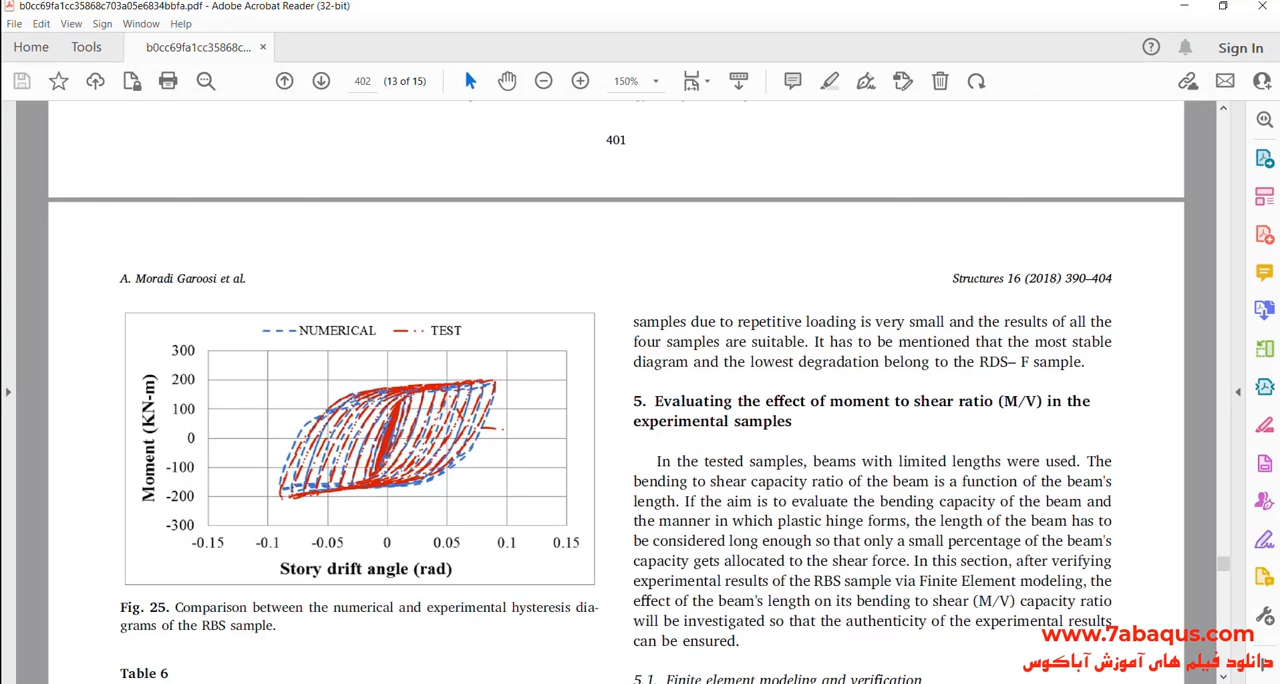 b0cc69fa1cc35868c703a05e6834bbfa.pdf - Adobe Acrobat Reader (32-bit)
File Edit View Sign Window Help
Home Tools b0cc69fa1cc35868c... × Sign In
402 (13 of 15) 150%
401
A. Moradi Garoosi et al.
Structures 16 (2018) 390–404
NUMERICAL TEST
300
200
100
0
-100
-200
-300
Moment (KN-m)
-0.15 -0.1 -0.05 0 0.05 0.1 0.15
Story drift angle (rad)
Fig. 25. Comparison between the numerical and experimental hysteresis dia-
grams of the RBS sample.
Table 6
samples due to repetitive loading is very small and the results of all the
four samples are suitable. It has to be mentioned that the most stable
diagram and the lowest degradation belong to the RDS– F sample.
5. Evaluating the effect of moment to shear ratio (M/V) in the
experimental samples
In the tested samples, beams with limited lengths were used. The
bending to shear capacity ratio of the beam is a function of the beam's
length. If the aim is to evaluate the bending capacity of the beam and
the manner in which plastic hinge forms, the length of the beam has to
be considered long enough so that only a small percentage of the beam's
capacity gets allocated to the shear force. In this section, after verifying
experimental results of the RBS sample via Finite Element modeling, the
effect of the beam's length on its bending to shear (M/V) capacity ratio
will be investigated so that the authenticity of the experimental results
can be ensured.
5.1. Finite element modeling and verification
www.7abaqus.com
دانلود فیلم های آموزش آباکوس